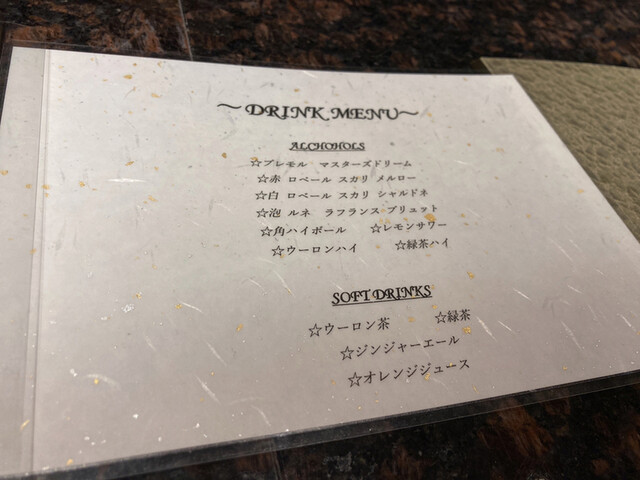 ～DRINK MENU～
ALCHOHOLS
☆プレモル　マスターズドリーム
☆赤 ロベール スカリ メルロー
☆白 ロベール スカリ シャルドネ
☆泡 ルネ　ラフランス ブリュット
☆角ハイボール　　☆レモンサワー
☆ウーロンハイ　　　☆緑茶ハイ
SOFT DRINKS
☆ウーロン茶　　　☆緑茶
☆ジンジャーエール
☆オレンジジュース